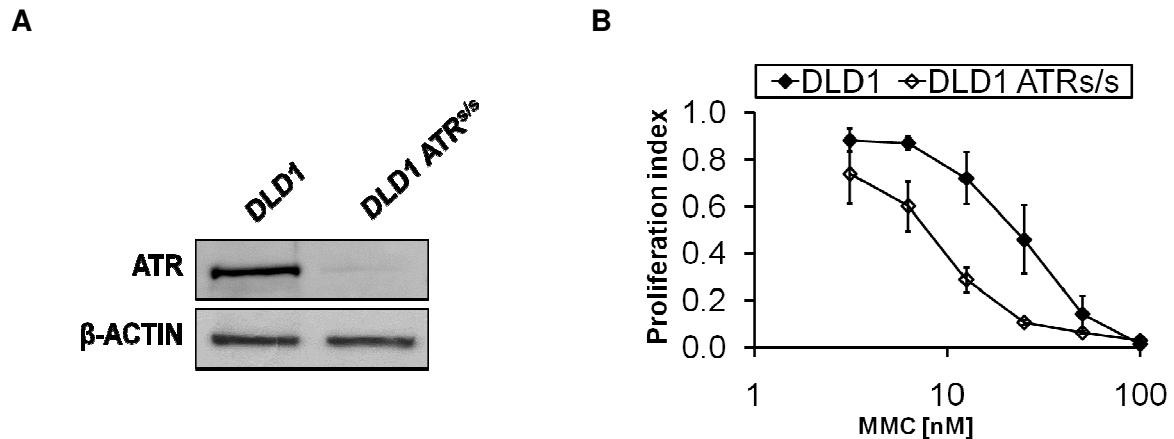 A
B
DLD1
DLD1 ATRs/s
ATR
β-ACTIN
DLD1 DLD1 ATRs/s
Proliferation index
1.0
0.8
0.6
0.4
0.2
0.0
1 10 100
MMC [nM]